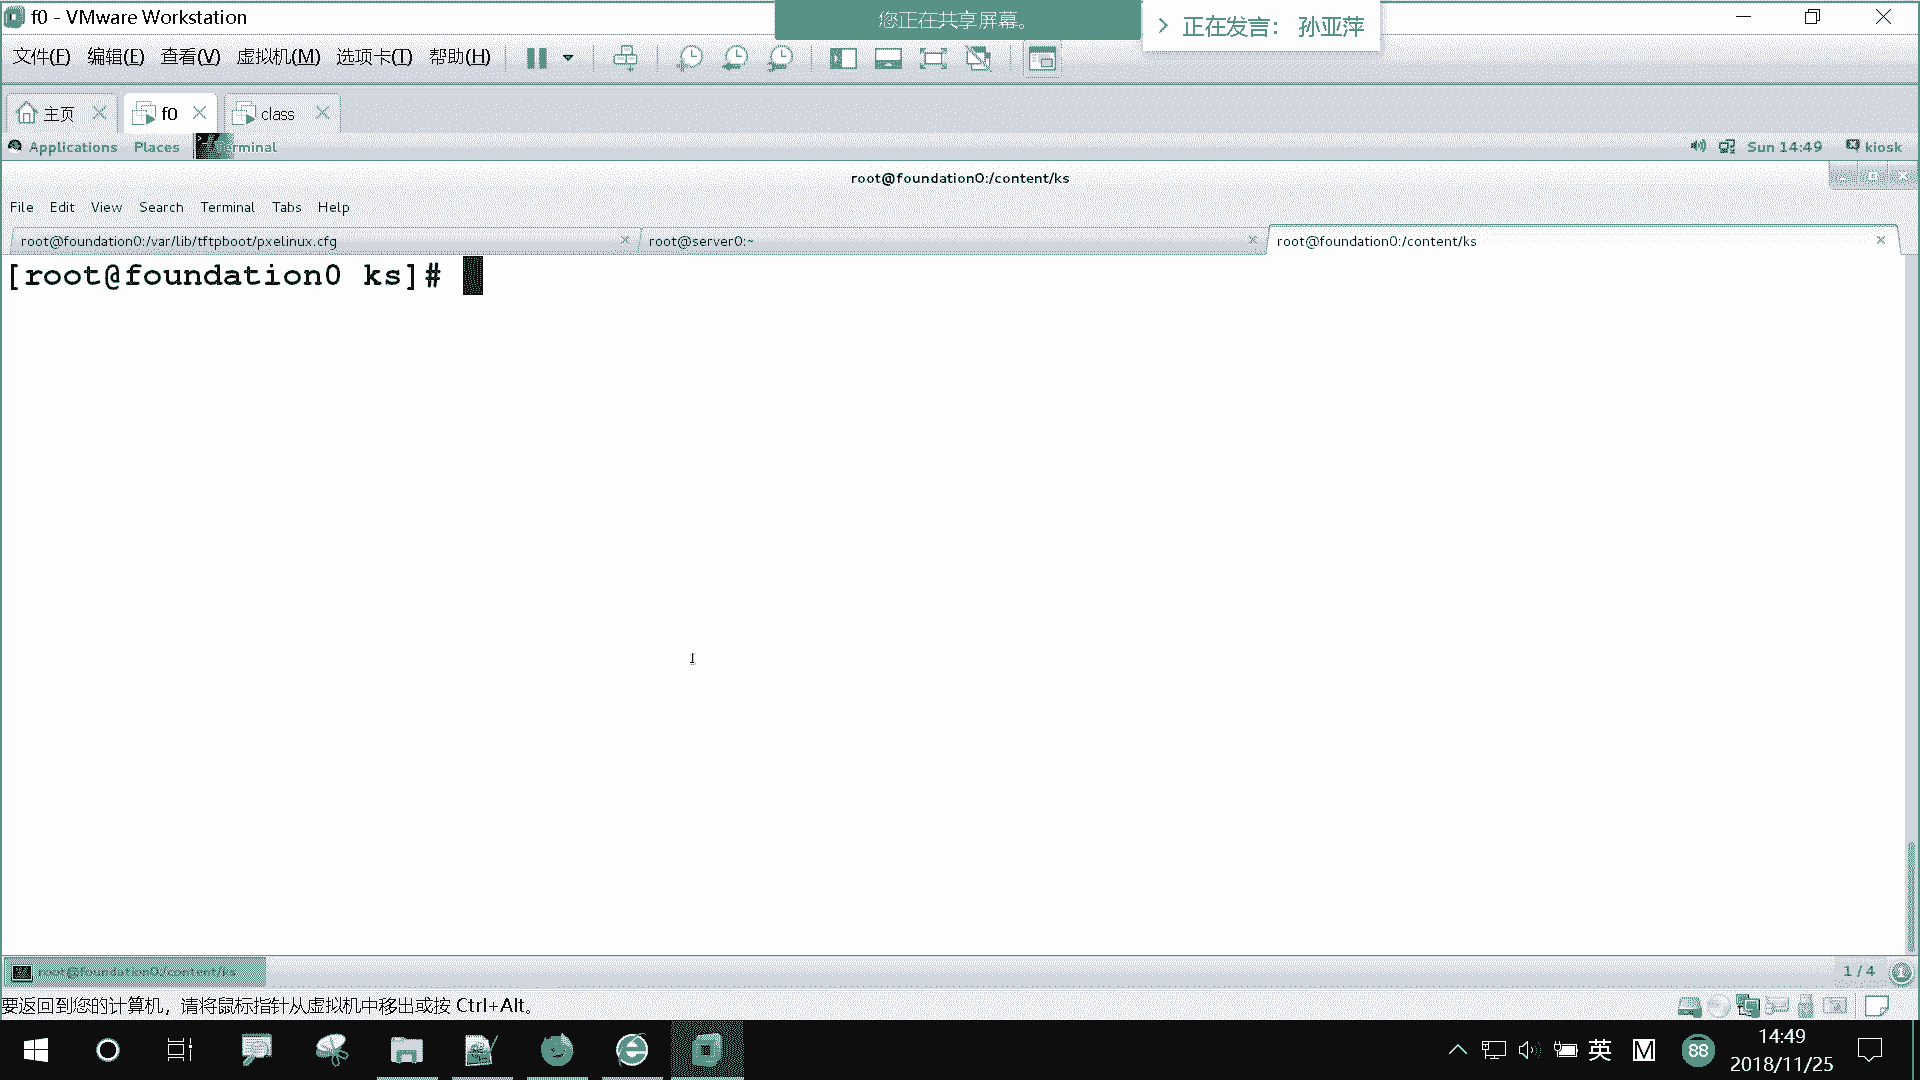 f0 - VMware Workstation
您正在共享屏幕。
正在发言： 孙亚萍
文件(F) 编辑(E) 查看(V) 虚拟机(M) 选项卡(T) 帮助(H)
主页 f0 class
Applications Places Terminal Sun 14:49 kiosk
root@foundation0:/content/ks
File Edit View Search Terminal Tabs Help
root@foundation0:/var/lib/tftpboot/pxelinux.cfg root@server0:~ root@foundation0:/content/ks
[root@foundation0 ks]#
root@foundation0:/content/ks 1 / 4 1
要返回到您的计算机，请将鼠标指针从虚拟机中移出或按 Ctrl+Alt。
英 M 88 14:49
2018/11/25